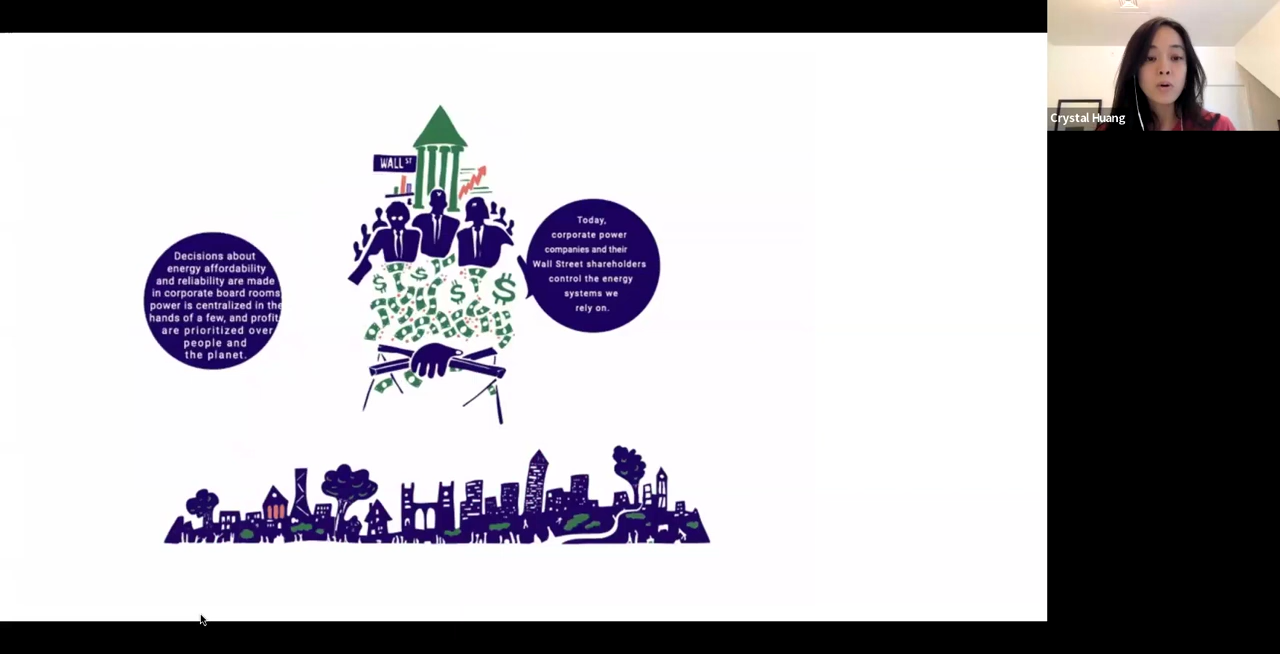 WALL ST
Decisions about
energy affordability
and reliability are made
in corporate board rooms
power is centralized in the
hands of a few, and profit
are prioritized over
people and
the planet.
Today,
corporate power
companies and their
Wall Street shareholders
control the energy
systems we
rely on.
Crystal Huang